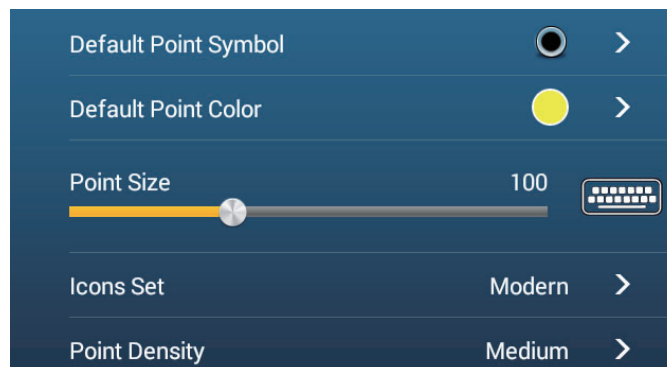 Default Point Symbol
Default Point Color
Point Size 100
Icons Set Modern
Point Density Medium